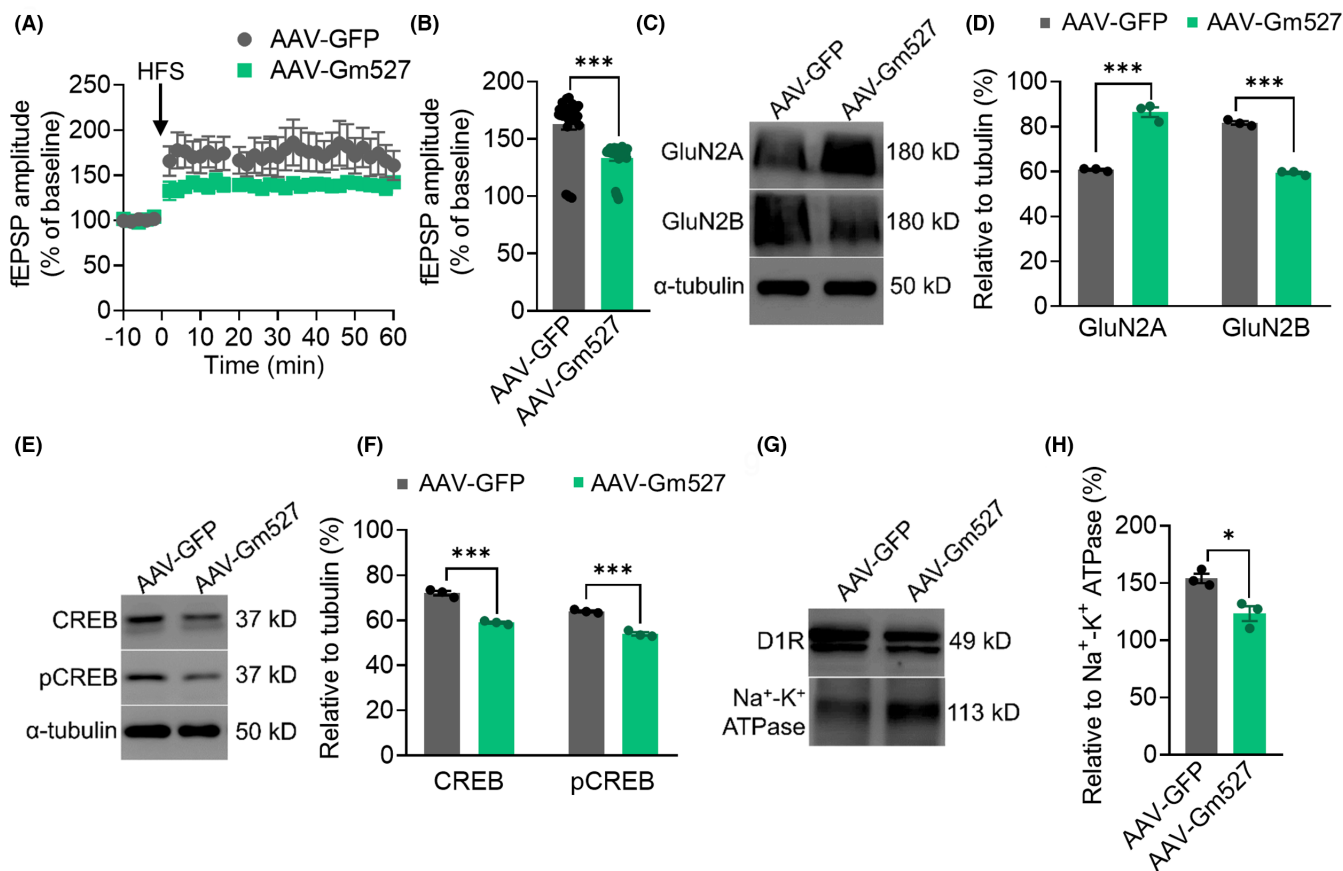 (A)
AAV-GFP
AAV-Gm527
HFS
fEPSP amplitude
(% of baseline)
250
200
150
100
50
0
-10 0 10 20 30 40 50 60
Time (min)
(B)
***
fEPSP amplitude
(% of baseline)
200
150
100
50
0
AAV-GFP
AAV-Gm527
(C)
AAV-GFP
AAV-Gm527
GluN2A 180 kD
GluN2B 180 kD
α-tubulin 50 kD
(D)
AAV-GFP AAV-Gm527
Relative to tubulin (%)
100
80
60
40
20
0
*** ***
GluN2A GluN2B
(E)
AAV-GFP
AAV-Gm527
CREB 37 kD
pCREB 37 kD
α-tubulin 50 kD
(F)
AAV-GFP AAV-Gm527
Relative to tubulin (%)
100
80
60
40
20
0
*** ***
CREB pCREB
(G)
AAV-GFP
AAV-Gm527
D1R 49 kD
Na⁺-K⁺
ATPase
113 kD
(H)
Relative to Na⁺-K⁺ ATPase (%)
200
150
100
50
0
*
AAV-GFP
AAV-Gm527